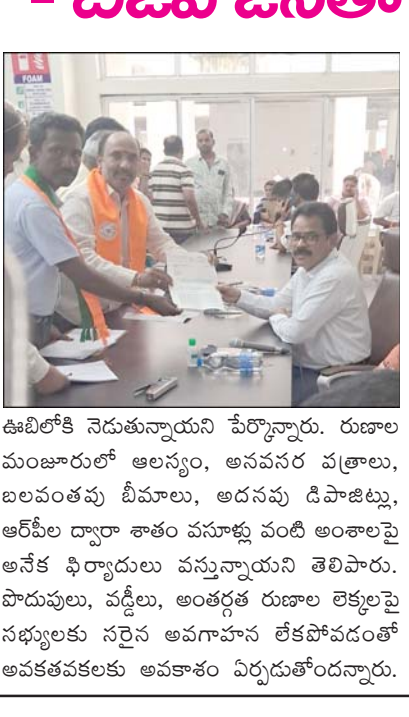 FOAM
ఊబిలోకి నెడుతున్నాయని పేర్కొన్నారు. రుణాల
మంజూరులో ఆలస్యం, అనవసర పత్రాలు,
బలవంతపు బీమాలు, అదనపు డిపాజిట్లు,
ఆర్‌పీల ద్వారా శాతం వసూళ్లు వంటి అంశాలపై
అనేక ఫిర్యాదులు వస్తున్నాయని తెలిపారు.
పొదుపులు, వడ్డీలు, అంతర్గత రుణాల లెక్కలపై
సభ్యులకు సరైన అవగాహన లేకపోవడంతో
అవకతవకలకు అవకాశం ఏర్పడుతోందన్నారు.